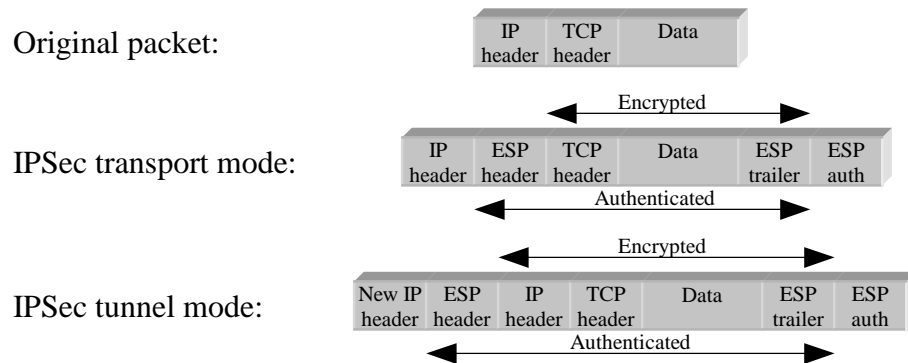 Original packet:
IP header TCP header Data
Encrypted
IPSec transport mode:
IP header ESP header TCP header Data ESP trailer ESP auth
Authenticated
Encrypted
IPSec tunnel mode:
New IP header ESP header IP header TCP header Data ESP trailer ESP auth
Authenticated